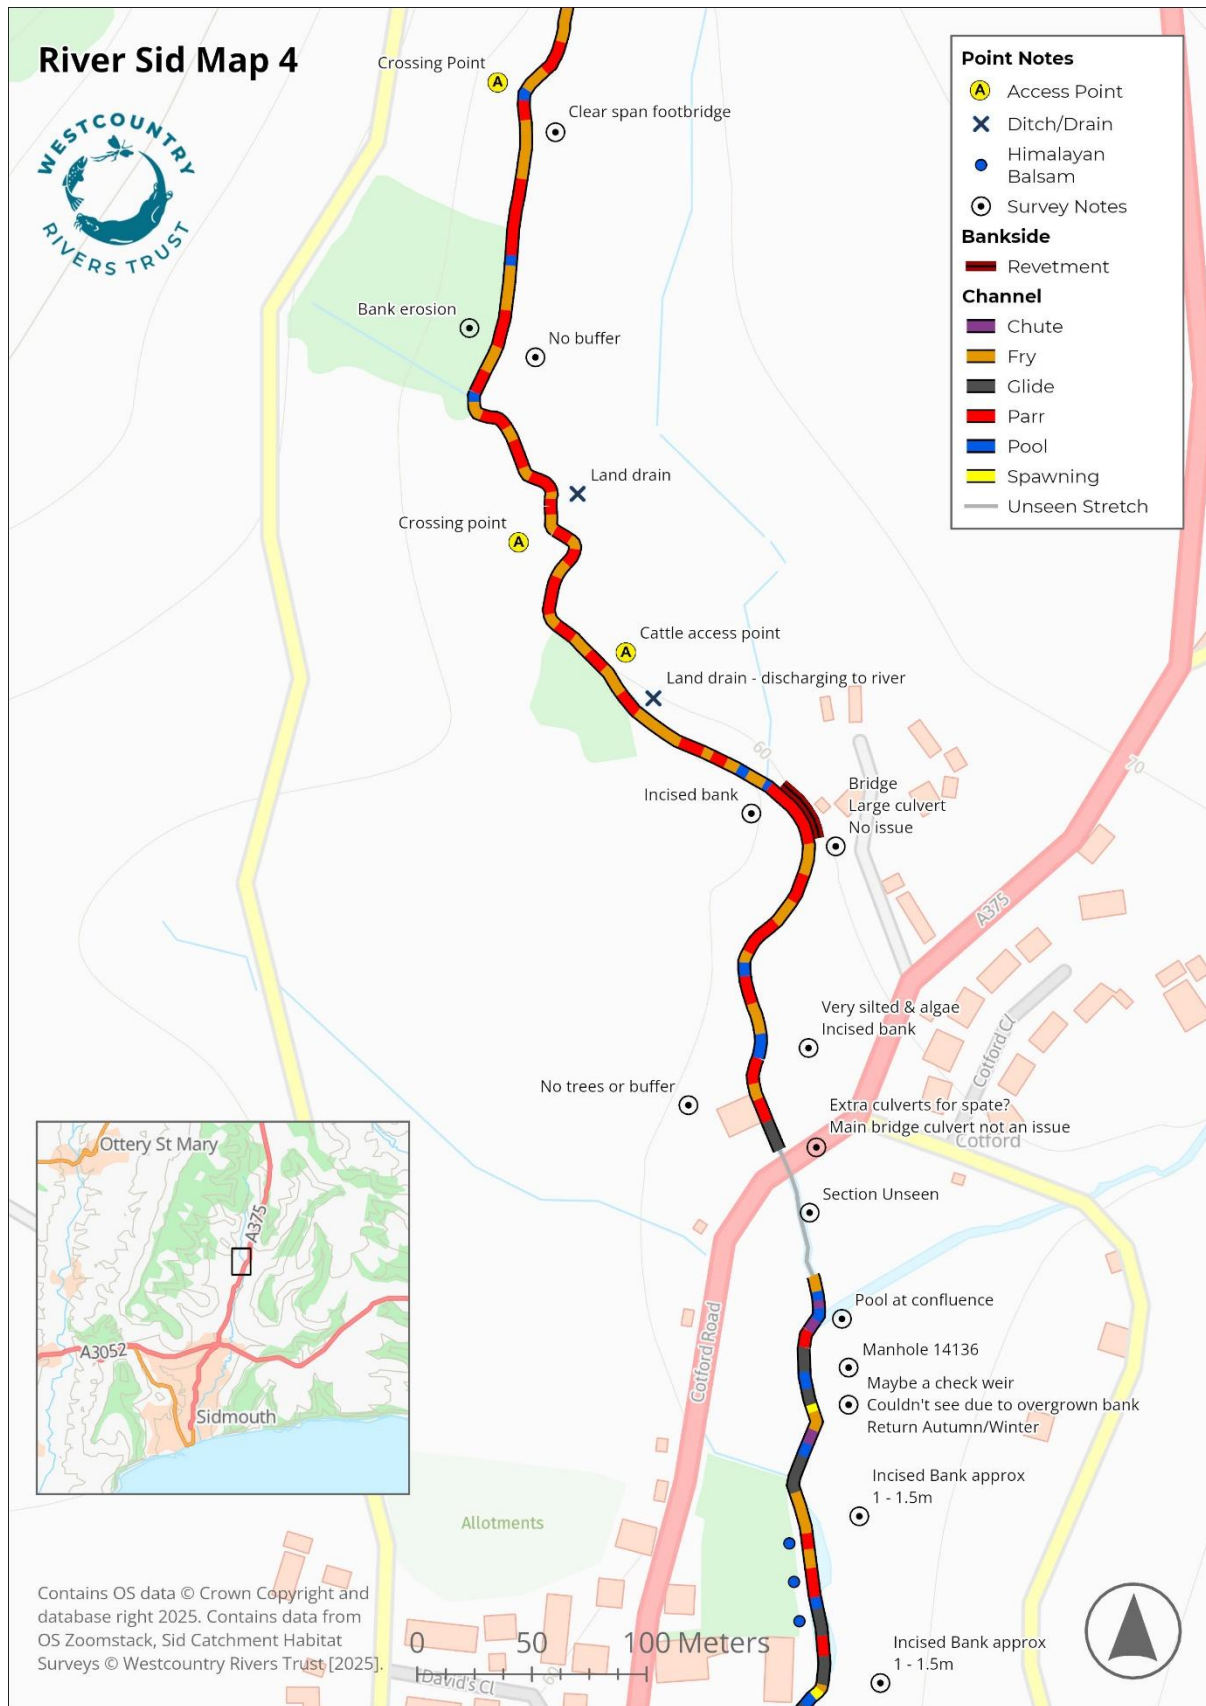 River Sid Map 4
WESTCOUNTRY
RIVERS TRUST
Crossing Point
A
Clear span footbridge
Point Notes
A
Access Point
Ditch/Drain
Himalayan
Balsam
Survey Notes
Bankside
Revetment
Channel
Chute
Fry
Glide
Parr
Pool
Spawning
Unseen Stretch
Bank erosion
No buffer
Land drain
Crossing point
A
Cattle access point
A
Land drain - discharging to river
60
70
Incised bank
Bridge
Large culvert
No issue
A375
Very silted & algae
Incised bank
Cotford Cl
No trees or buffer
Extra culverts for spate?
Main bridge culvert not an issue
Cotford
Section Unseen
Ottery St Mary
A375
A3052
Sidmouth
Pool at confluence
Cotford Road
Manhole 14136
Maybe a check weir
Couldn't see due to overgrown bank
Return Autumn/Winter
Incised Bank approx
1 - 1.5m
Allotments
Contains OS data © Crown Copyright and
database right 2025. Contains data from
OS Zoomstack, Sid Catchment Habitat
Surveys © Westcountry Rivers Trust [2025].
0 50 100 Meters
60
David's Cl
Incised Bank approx
1 - 1.5m